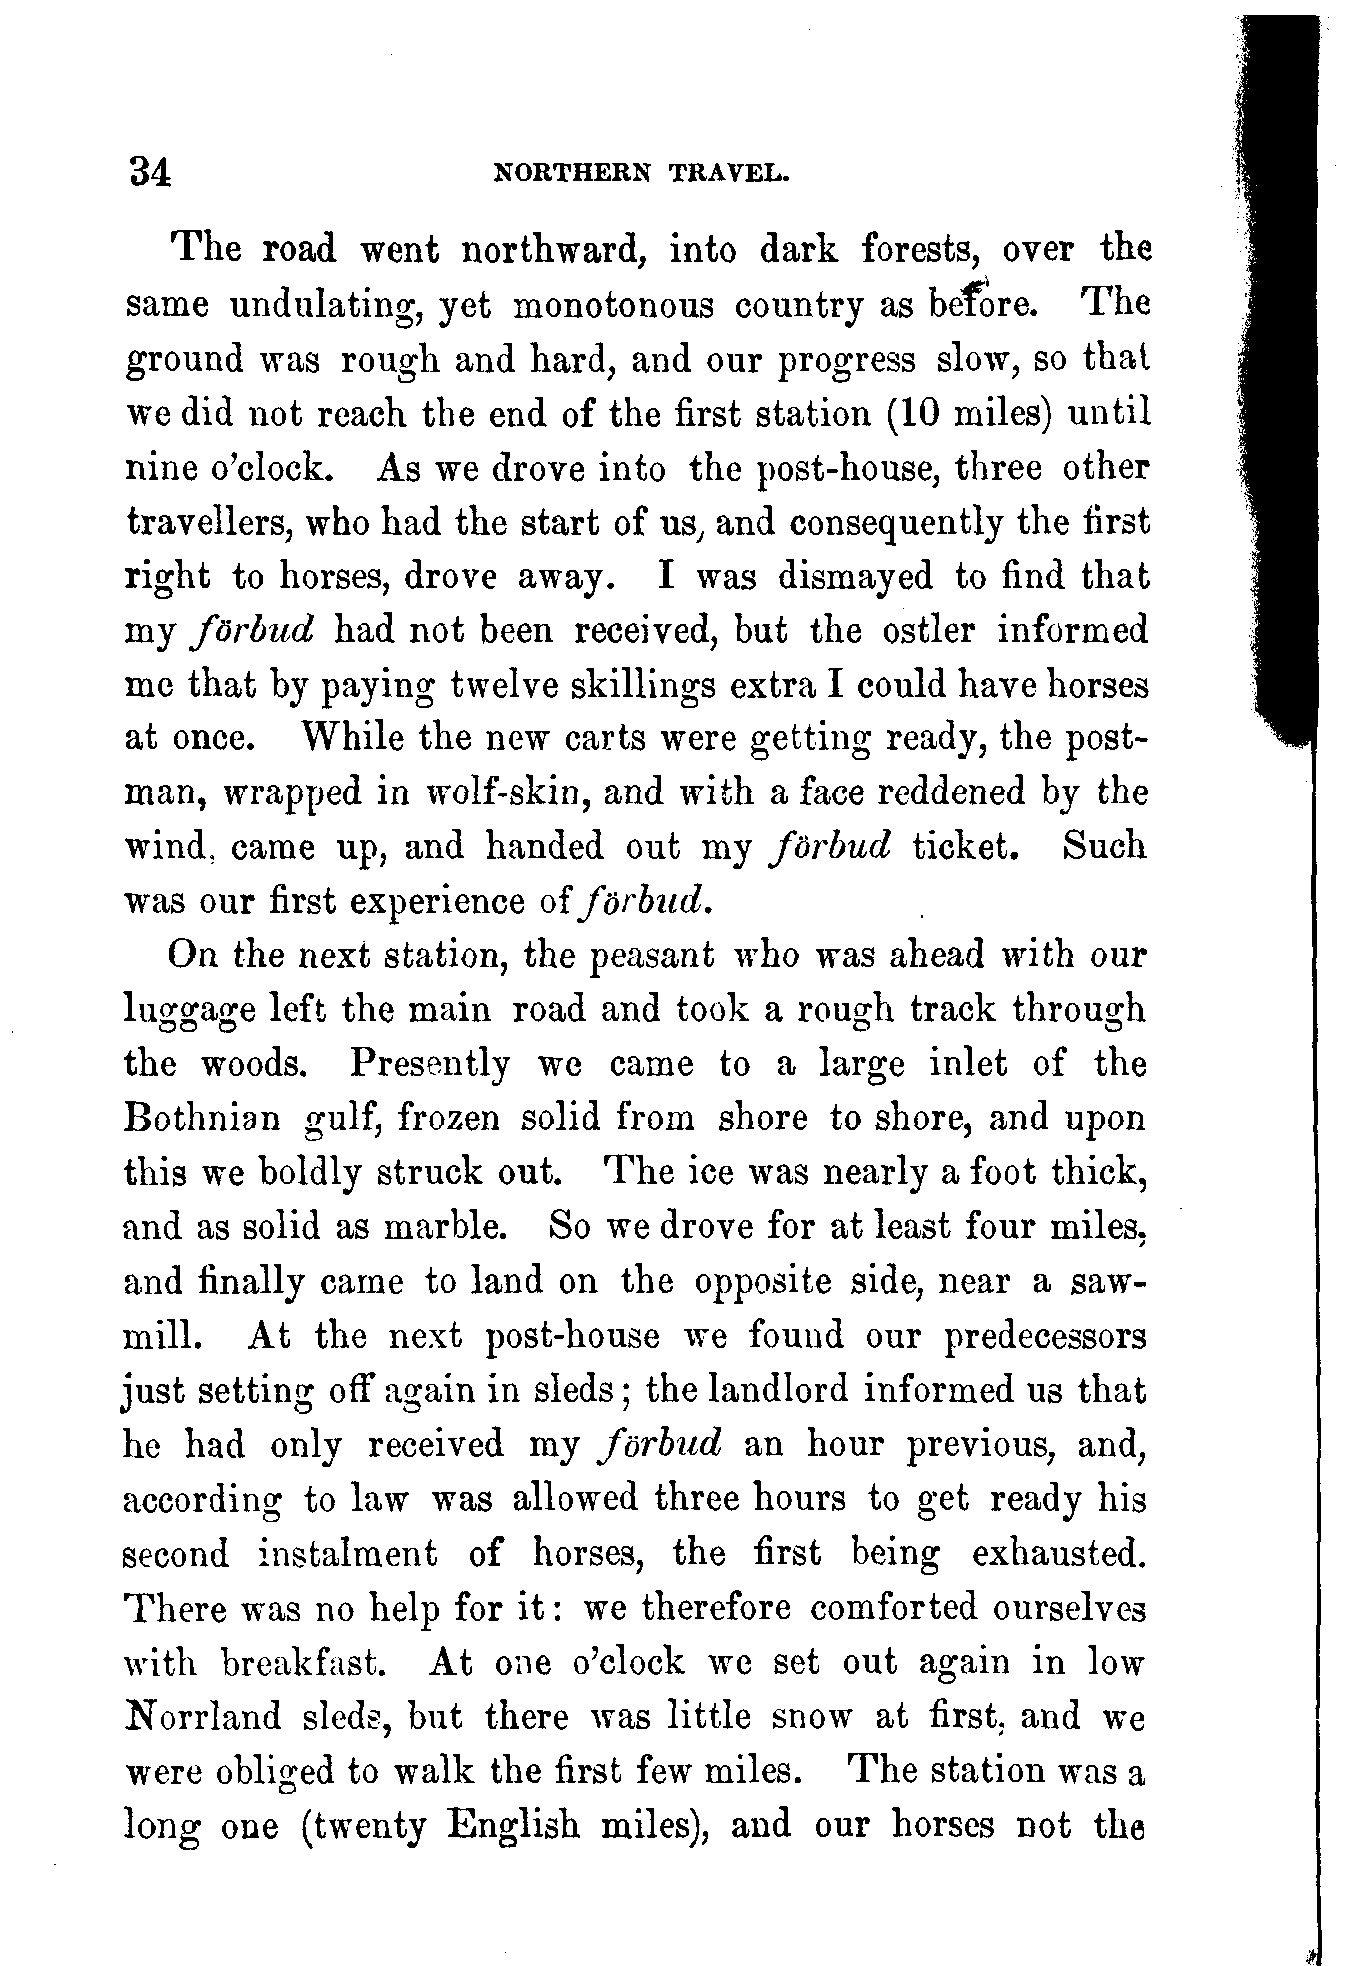 34 NORTHERN TRAVEL.
The road went northward, into dark forests, over the
same undulating, yet monotonous country as before. The
ground was rough and hard, and our progress slow, so that
we did not reach the end of the first station (10 miles) until
nine o'clock. As we drove into the post-house, three other
travellers, who had the start of us, and consequently the first
right to horses, drove away. I was dismayed to find that
my förbud had not been received, but the ostler informed
me that by paying twelve skillings extra I could have horses
at once. While the new carts were getting ready, the post-
man, wrapped in wolf-skin, and with a face reddened by the
wind, came up, and handed out my förbud ticket. Such
was our first experience of förbud.
On the next station, the peasant who was ahead with our
luggage left the main road and took a rough track through
the woods. Presently we came to a large inlet of the
Bothnian gulf, frozen solid from shore to shore, and upon
this we boldly struck out. The ice was nearly a foot thick,
and as solid as marble. So we drove for at least four miles,
and finally came to land on the opposite side, near a saw-
mill. At the next post-house we found our predecessors
just setting off again in sleds; the landlord informed us that
he had only received my förbud an hour previous, and,
according to law was allowed three hours to get ready his
second instalment of horses, the first being exhausted.
There was no help for it: we therefore comforted ourselves
with breakfast. At one o'clock we set out again in low
Norrland sleds, but there was little snow at first, and we
were obliged to walk the first few miles. The station was a
long one (twenty English miles), and our horses not the